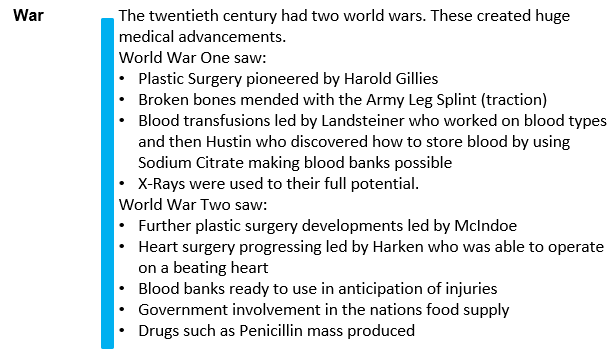 War
The twentieth century had two world wars. These created huge
medical advancements.
World War One saw:
• Plastic Surgery pioneered by Harold Gillies
• Broken bones mended with the Army Leg Splint (traction)
• Blood transfusions led by Landsteiner who worked on blood types
and then Hustin who discovered how to store blood by using
Sodium Citrate making blood banks possible
• X-Rays were used to their full potential.
World War Two saw:
• Further plastic surgery developments led by McIndoe
• Heart surgery progressing led by Harken who was able to operate
on a beating heart
• Blood banks ready to use in anticipation of injuries
• Government involvement in the nations food supply
• Drugs such as Penicillin mass produced